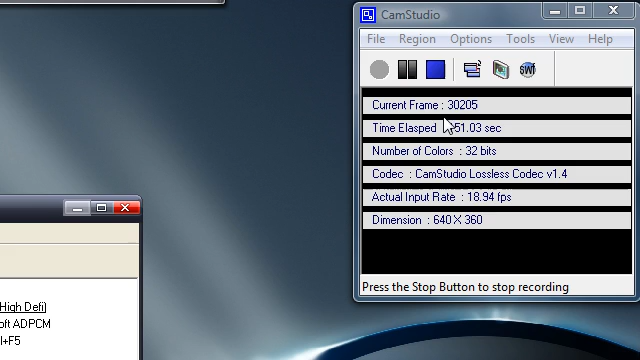 CamStudio
File Region Options Tools View Help
Current Frame : 30205
Time Elasped 51.03 sec
Number of Colors : 32 bits
Codec : CamStudio Lossless Codec v1.4
Actual Input Rate : 18.94 fps
Dimension : 640 X 360
Press the Stop Button to stop recording
High Defi)
oft ADPCM
l+F5